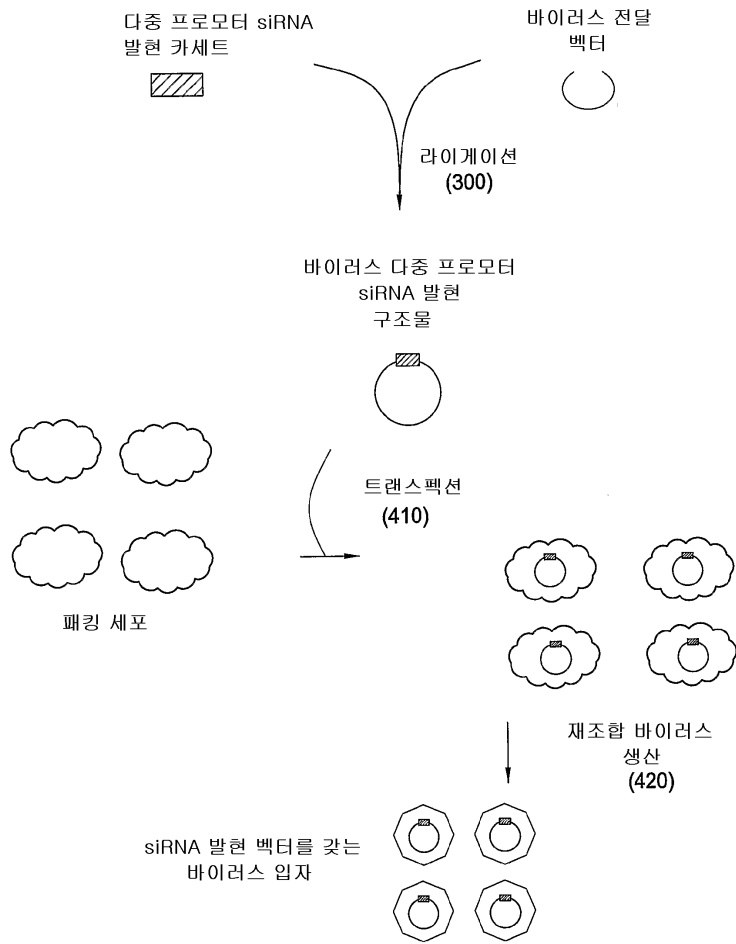 다중 프로모터 siRNA
발현 카세트
바이러스 전달
벡터
라이게이션
(300)
바이러스 다중 프로모터
siRNA 발현
구조물
트랜스펙션
(410)
패킹 세포
재조합 바이러스
생산
(420)
siRNA 발현 벡터를 갖는
바이러스 입자